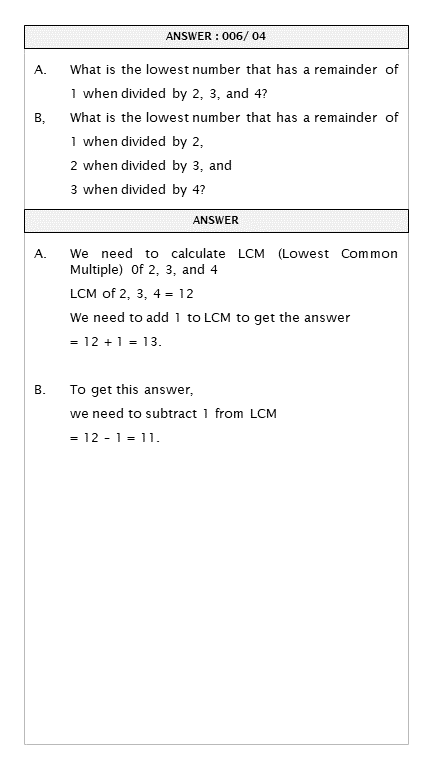 ANSWER : 006/ 04
A. What is the lowest number that has a remainder of
1 when divided by 2, 3, and 4?
B, What is the lowest number that has a remainder of
1 when divided by 2,
2 when divided by 3, and
3 when divided by 4?
ANSWER
A. We need to calculate LCM (Lowest Common
Multiple) 0f 2, 3, and 4
LCM of 2, 3, 4 = 12
We need to add 1 to LCM to get the answer
= 12 + 1 = 13.
B. To get this answer,
we need to subtract 1 from LCM
= 12 – 1 = 11.